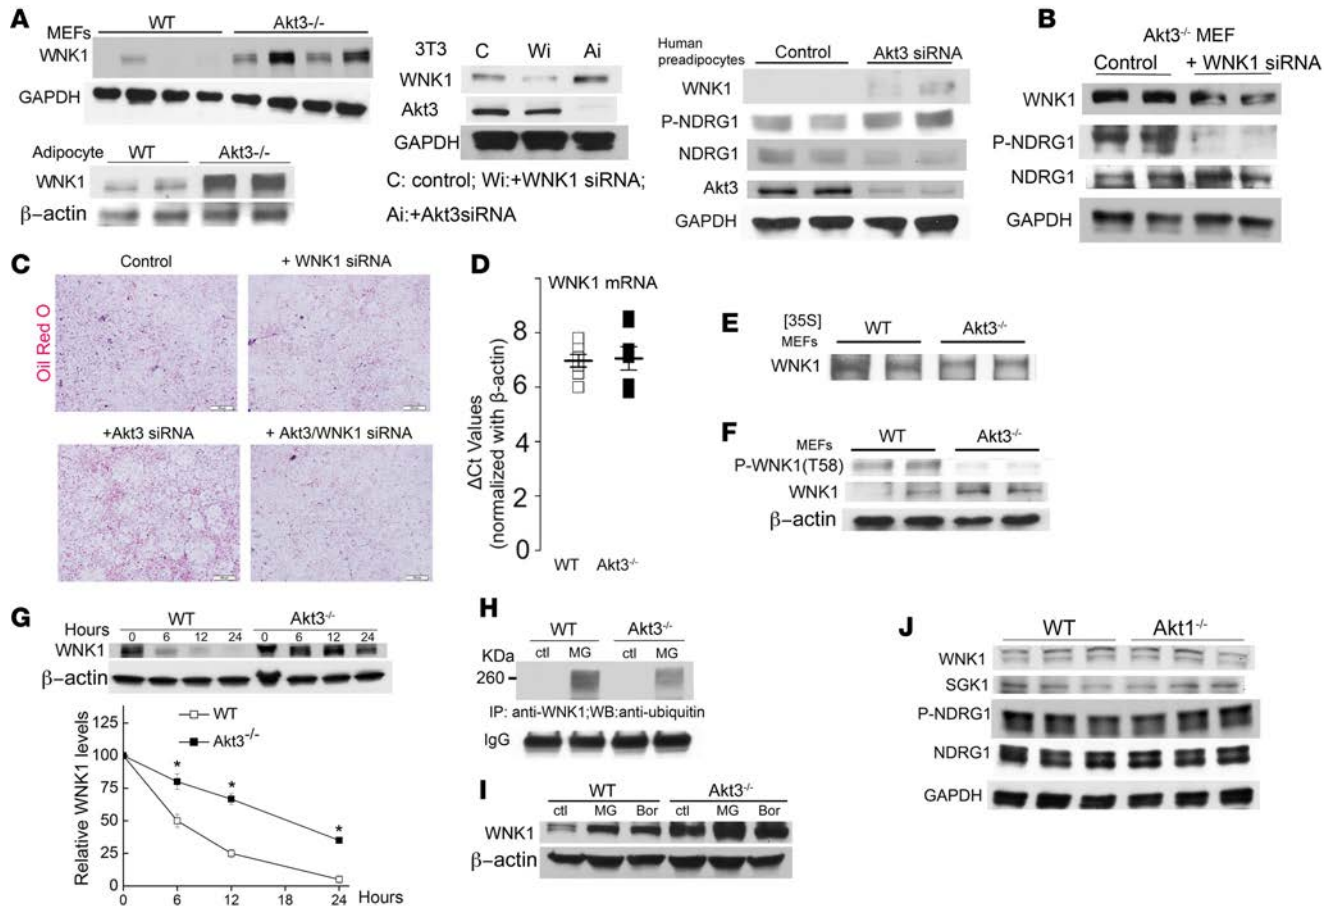 A
MEFs
WT
Akt3-/-
WNK1
GAPDH
Adipocyte
WT
Akt3-/-
WNK1
β-actin
3T3
C
Wi
Ai
WNK1
Akt3
GAPDH
C: control; Wi:+WNK1 siRNA;
Ai:+Akt3siRNA
Human
preadipocytes
Control
Akt3 siRNA
WNK1
P-NDRG1
NDRG1
Akt3
GAPDH
B
Akt3-/- MEF
Control
+ WNK1 siRNA
WNK1
P-NDRG1
NDRG1
GAPDH
C
Control
+ WNK1 siRNA
Oil Red O
+Akt3 siRNA
+ Akt3/WNK1 siRNA
D
WNK1 mRNA
ΔCt Values
(normalized with β-actin)
8
6
4
2
0
WT
Akt3-/-
E
[35S]
MEFs
WT
Akt3-/-
WNK1
F
MEFs
WT
Akt3-/-
P-WNK1(T58)
WNK1
β-actin
G
WT
Akt3-/-
Hours
0 6 12 24 0 6 12 24
WNK1
β-actin
WT
Akt3-/-
Relative WNK1 levels
125
100
75
50
25
0
* * *
0 6 12 18 24 Hours
H
WT
Akt3-/-
KDa
ctl MG ctl MG
260
IP: anti-WNK1;WB:anti-ubiquitin
IgG
I
WT
Akt3-/-
ctl MG Bor ctl MG Bor
WNK1
β-actin
J
WT
Akt1-/-
WNK1
SGK1
P-NDRG1
NDRG1
GAPDH